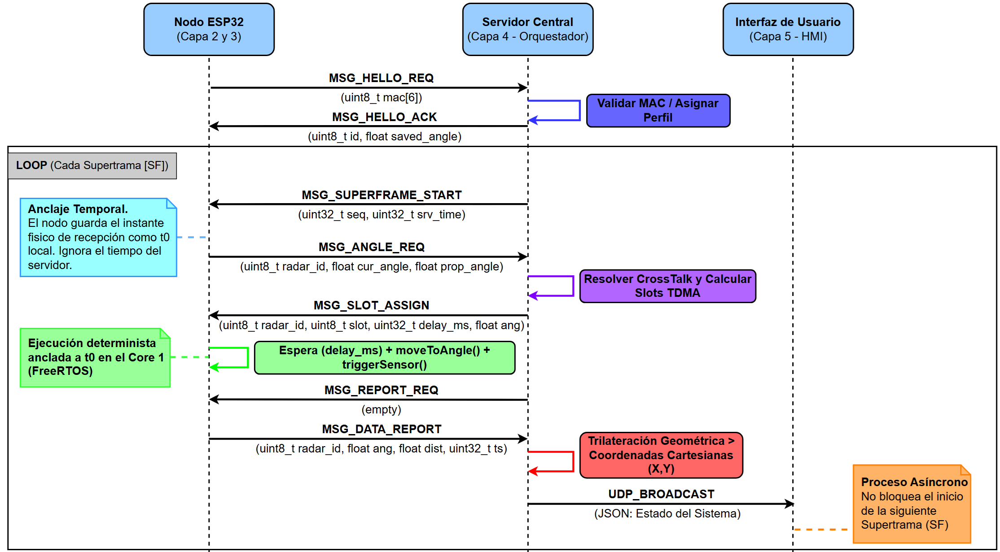 Nodo ESP32
(Capa 2 y 3)
Servidor Central
(Capa 4 - Orquestador)
Interfaz de Usuario
(Capa 5 - HMI)
MSG_HELLO_REQ
(uint8_t mac[6])
Validar MAC / Asignar
Perfil
MSG_HELLO_ACK
(uint8_t id, float saved_angle)
LOOP (Cada Supertrama [SF])
MSG_SUPERFRAME_START
(uint32_t seq, uint32_t srv_time)
Anclaje Temporal.
El nodo guarda el instante
fisico de recepción como t0
local. Ignora el tiempo del
servidor.
MSG_ANGLE_REQ
(uint8_t radar_id, float cur_angle, float prop_angle)
Resolver CrossTalk y Calcular
Slots TDMA
MSG_SLOT_ASSIGN
(uint8_t radar_id, uint8_t slot, uint32_t delay_ms, float ang)
Ejecución determinista
anclada a t0 en el Core 1
(FreeRTOS)
Espera (delay_ms) + moveToAngle() +
triggerSensor()
MSG_REPORT_REQ
(empty)
MSG_DATA_REPORT
(uint8_t radar_id, float ang, float dist, uint32_t ts)
Trilateración Geométrica >
Coordenadas Cartesianas
(X,Y)
UDP_BROADCAST
(JSON: Estado del Sistema)
Proceso Asíncrono
No bloquea el inicio
de la siguiente
Supertrama (SF)